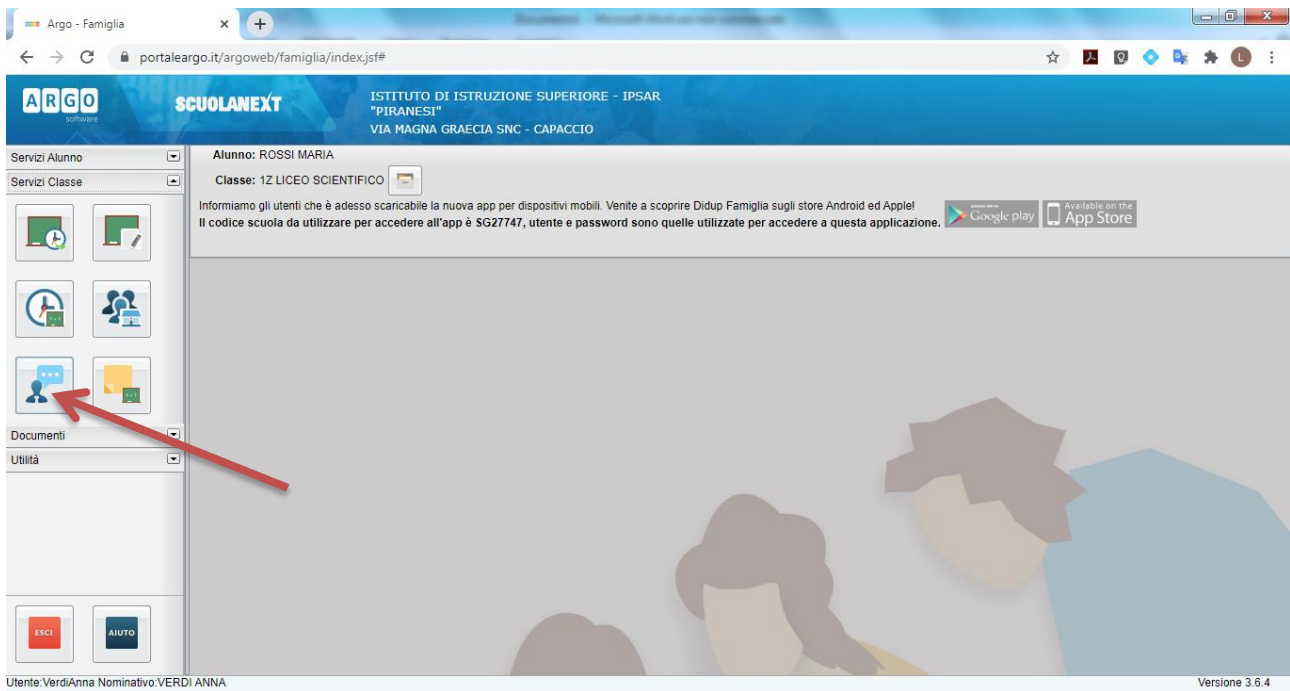 Argo - Famiglia
portaleargo.it/argoweb/famiglia/index.jsf#
L
ARGO
software
SCUOLANEXT
ISTITUTO DI ISTRUZIONE SUPERIORE - IPSAR
"PIRANESI"
VIA MAGNA GRAECIA SNC - CAPACCIO
Servizi Alunno
Servizi Classe
Documenti
Utilità
ESCI
AIUTO
Alunno: ROSSI MARIA
Classe: 1Z LICEO SCIENTIFICO
Informiamo gli utenti che è adesso scaricabile la nuova app per dispositivi mobili. Venite a scoprire Didup Famiglia sugli store Android ed Apple!
Il codice scuola da utilizzare per accedere all'app è SG27747, utente e password sono quelle utilizzate per accedere a questa applicazione.
Google play
Available on the
App Store
Utente:VerdiAnna Nominativo:VERDI ANNA
Versione 3.6.4